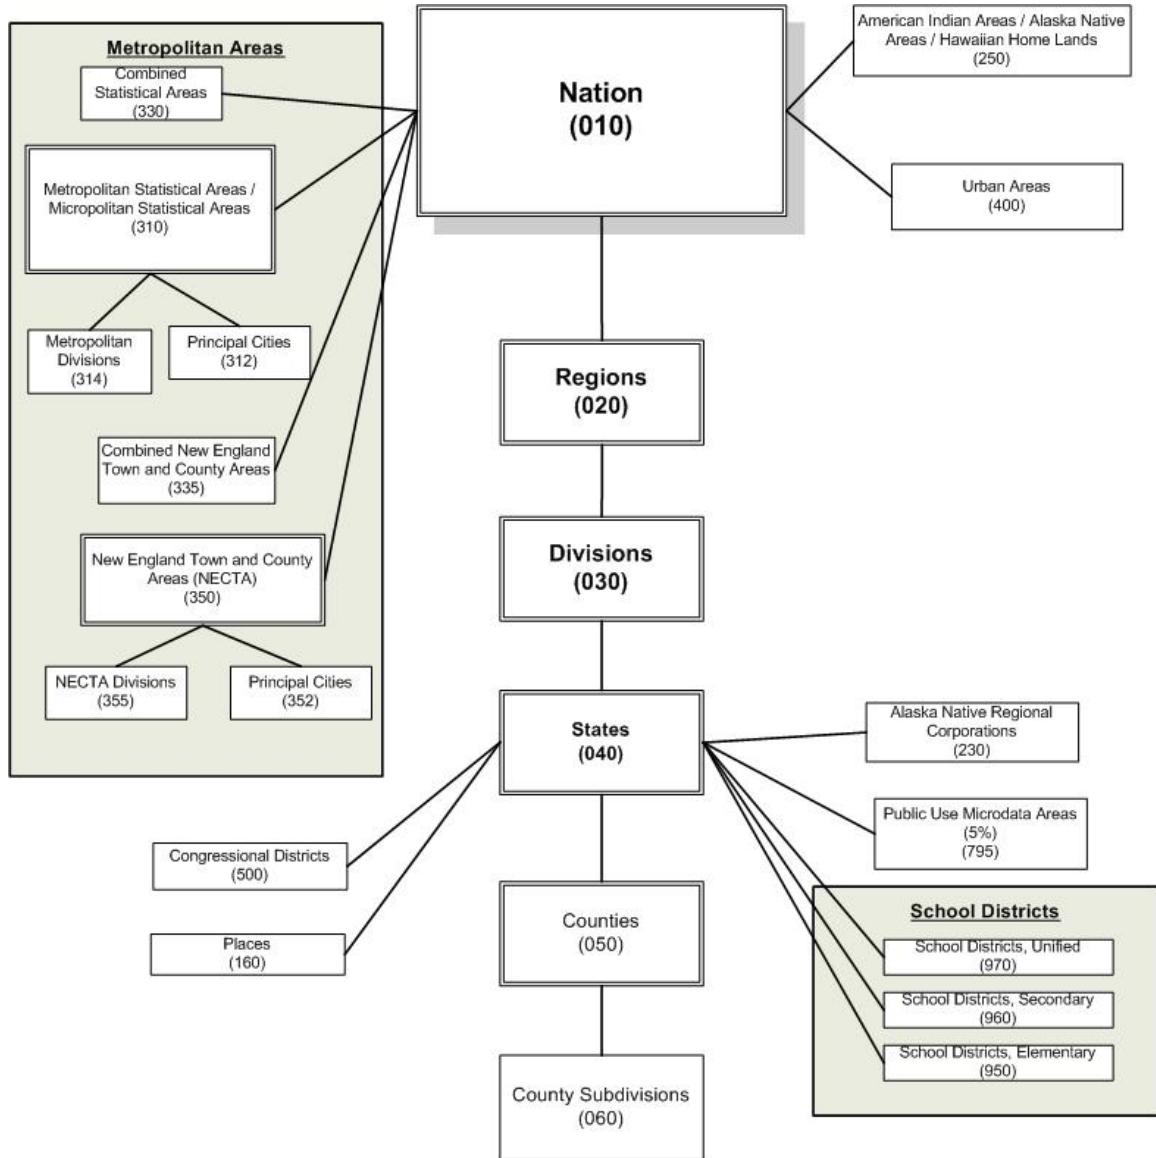 Metropolitan Areas
Combined
Statistical Areas
(330)
Metropolitan Statistical Areas /
Micropolitan Statistical Areas
(310)
Metropolitan
Divisions
(314)
Principal Cities
(312)
Combined New England
Town and County Areas
(335)
New England Town and County
Areas (NECTA)
(350)
NECTA Divisions
(355)
Principal Cities
(352)
Nation
(010)
American Indian Areas / Alaska Native
Areas / Hawaiian Home Lands
(250)
Urban Areas
(400)
Regions
(020)
Divisions
(030)
States
(040)
Alaska Native Regional
Corporations
(230)
Public Use Microdata Areas
(5%)
(795)
Congressional Districts
(500)
Places
(160)
Counties
(050)
County Subdivisions
(060)
School Districts
School Districts, Unified
(970)
School Districts, Secondary
(960)
School Districts, Elementary
(950)